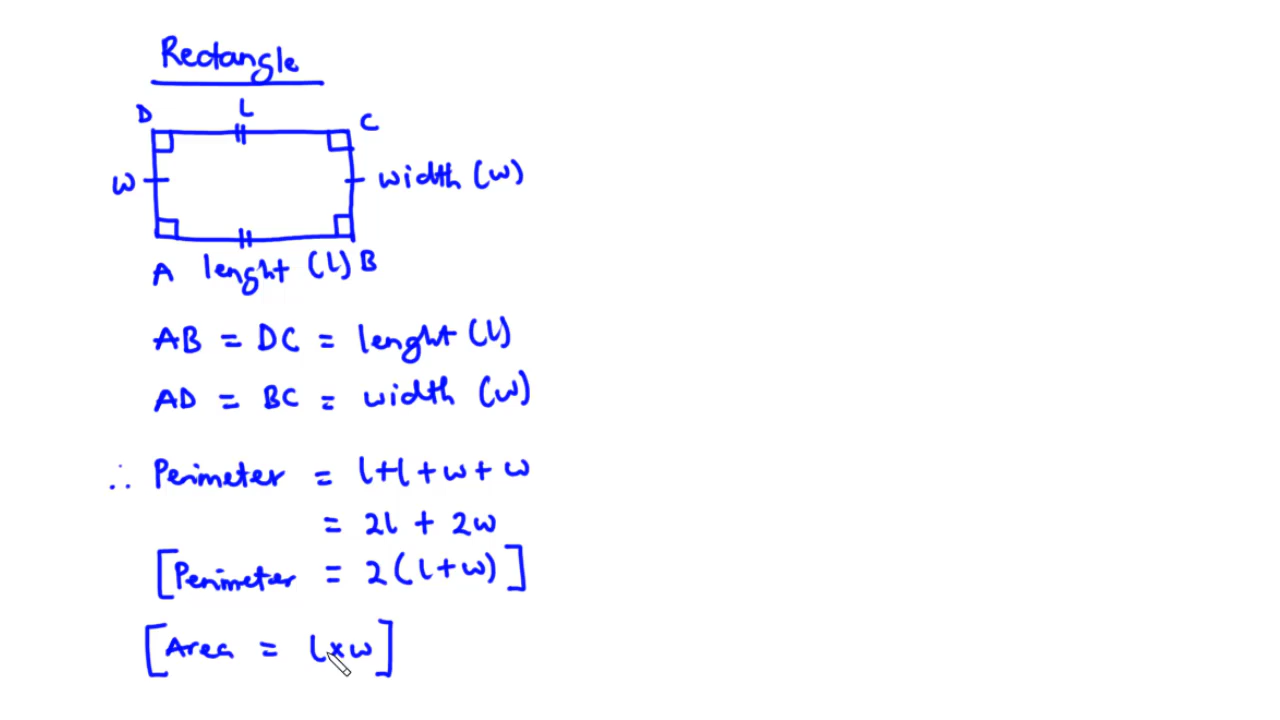 Rectangle
D L C
w width (w)
A lenght (l) B
AB = DC = lenght (l)
AD = BC = width (w)
∴ Perimeter = l+l+w+w
= 2l + 2w
[Perimeter = 2(l+w)]
[Area = l×w]